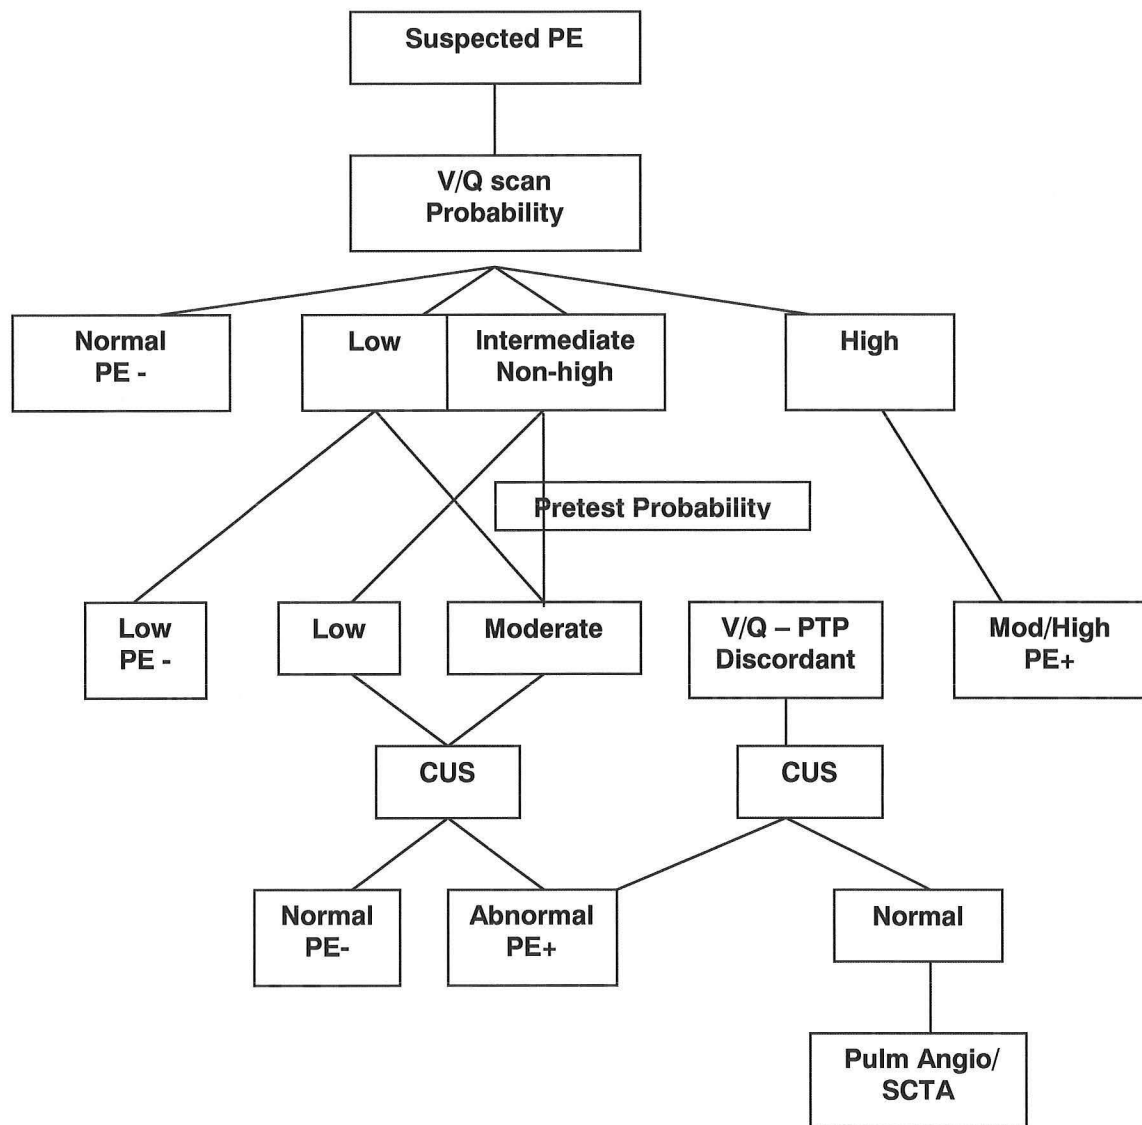 Suspected PE
V/Q scan
Probability
Normal
PE -
Low
Intermediate
Non-high
High
Pretest Probability
Low
PE -
Low
Moderate
V/Q – PTP
Discordant
Mod/High
PE+
CUS
CUS
Normal
PE-
Abnormal
PE+
Normal
Pulm Angio/
SCTA